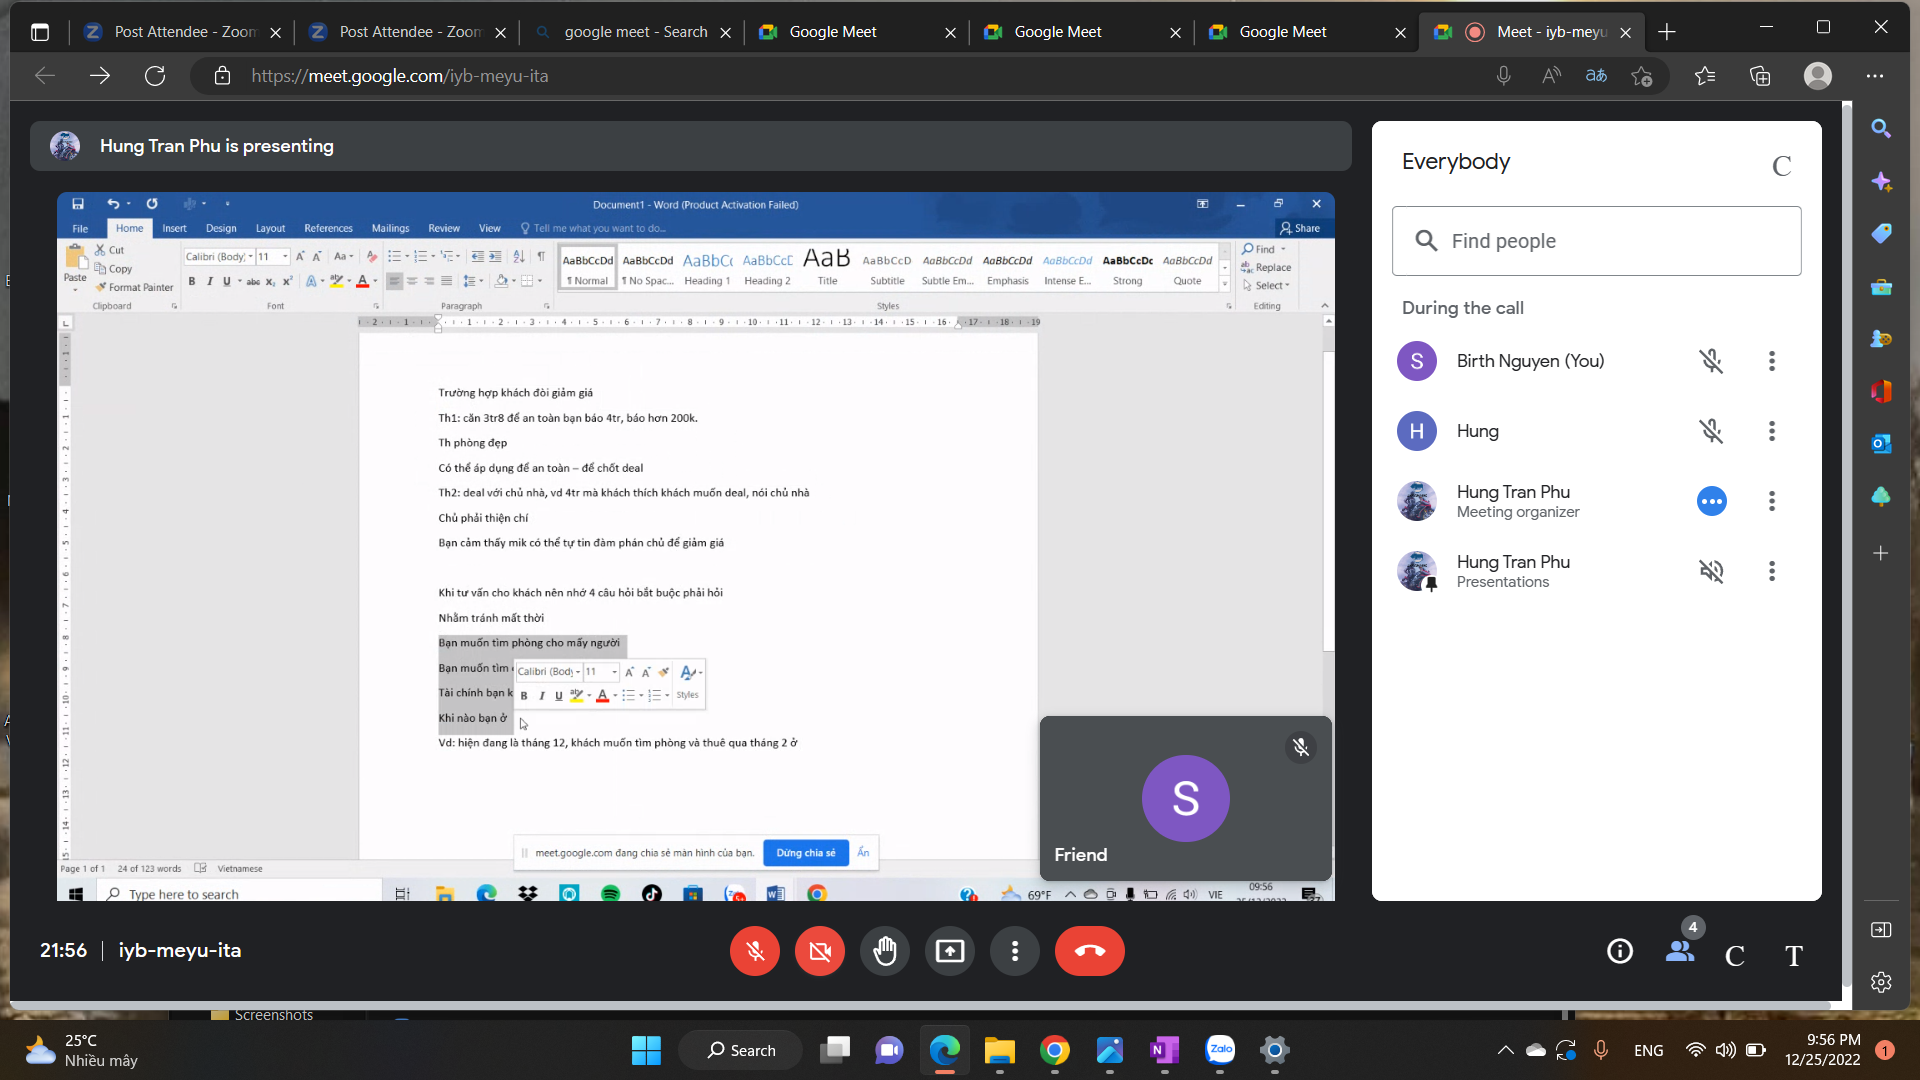 Post Attendee - Zoom
Post Attendee - Zoom
google meet - Search
Google Meet
Google Meet
Google Meet
Meet - iyb-meyu
https://meet.google.com/iyb-meyu-ita
Hung Tran Phu is presenting
Document1 - Word (Product Activation Failed)
File Home Insert Design Layout References Mailings Review View Tell me what you want to do... Share
Paste
Cut
Copy
Format Painter
Clipboard
Calibri (Body) 11
Font
Paragraph
AaBbCcDd AaBbCcDd AaBbCc AaBbCcC AaB AaBbCcD AaBbCcDd AaBbCcDd AaBbCcDd AaBbCcDc AaBbCcDd
¶ Normal ¶ No Spac... Heading 1 Heading 2 Title Subtitle Subtle Em... Emphasis Intense E... Strong Quote
Styles
Find
Replace
Select
Editing
Trường hợp khách đòi giảm giá
Th1: căn 3tr8 để an toàn bạn báo 4tr, báo hơn 200k.
Th phòng đẹp
Có thể áp dụng để an toàn – để chốt deal
Th2: deal với chủ nhà, vd 4tr mà khách thích khách muốn deal, nói chủ nhà
Chủ phải thiện chí
Bạn cảm thấy mik có thể tự tin đàm phán chủ để giảm giá
Khi tư vấn cho khách nên nhớ 4 câu hỏi bắt buộc phải hỏi
Nhằm tránh mất thời
Bạn muốn tìm phòng cho mấy người
Bạn muốn tìm
Tài chính bạn k
Khi nào bạn ở
Vd: hiện đang là tháng 12, khách muốn tìm phòng và thuê qua tháng 2 ở
Calibri (Body 11
Styles
meet.google.com đang chia sẻ màn hình của bạn.
Dừng chia sẻ
Ẩn
Page 1 of 1 24 of 123 words Vietnamese
Type here to search
69°F
VIE
09:56
S
Friend
Everybody
C
Find people
During the call
S
Birth Nguyen (You)
H
Hung
Hung Tran Phu
Meeting organizer
Hung Tran Phu
Presentations
21:56 | iyb-meyu-ita
4
C
T
Screenshots
25°C
Nhiều mây
Search
Zalo
ENG
9:56 PM
12/25/2022
1